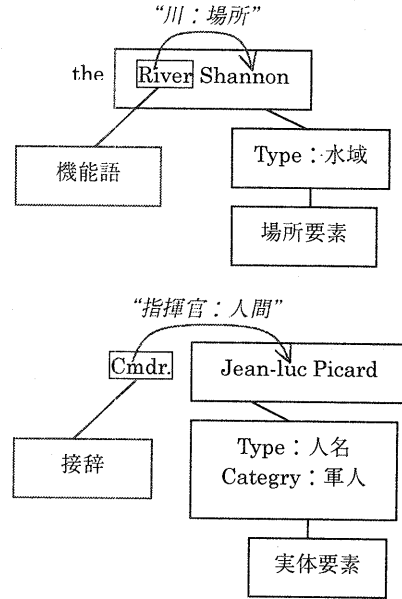 “川：場所”
the River Shannon
機能語
Type：水域
場所要素
“指揮官：人間”
Cmdr. Jean-luc Picard
接辞
Type：人名
Categry：軍人
実体要素